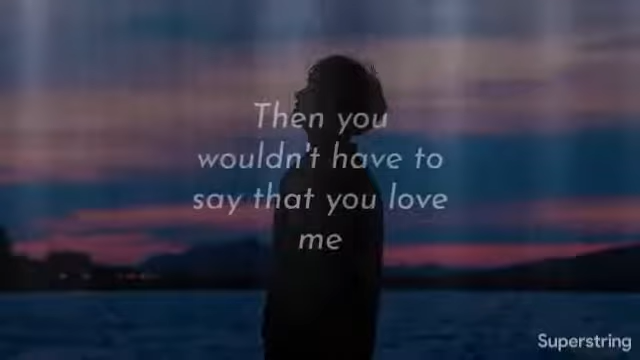 Then you
wouldn't have to
say that you love
me
Superstring